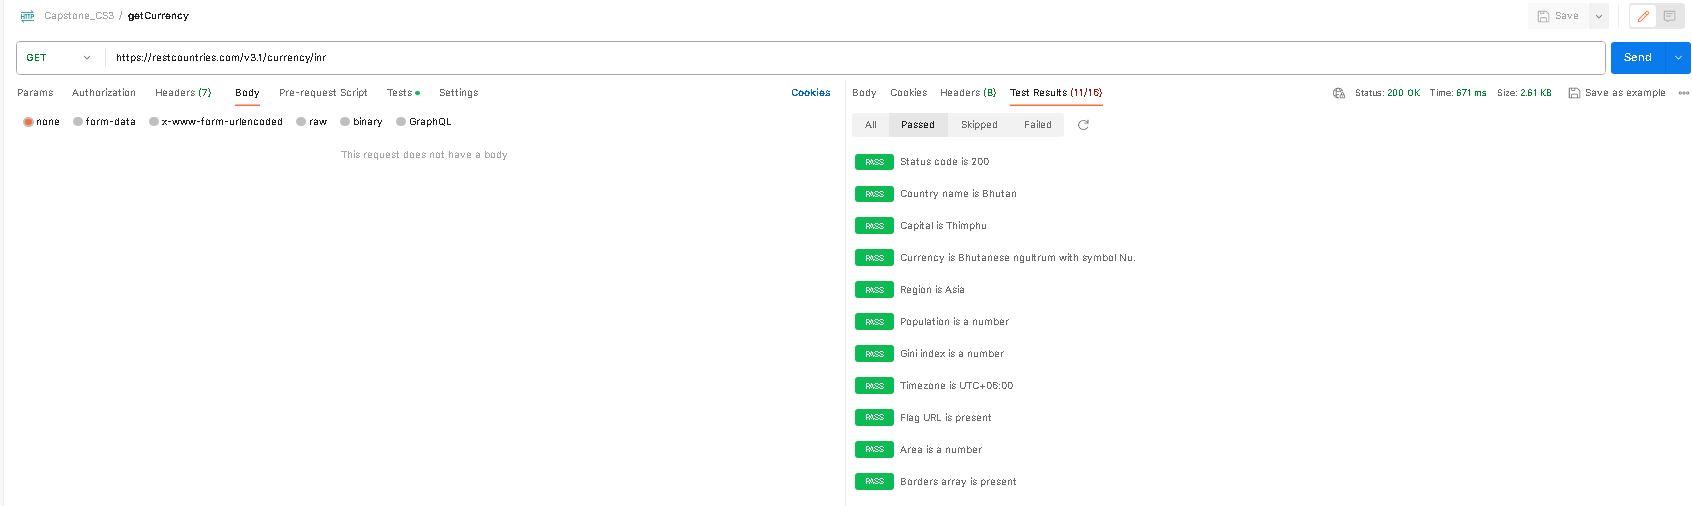 HTTP Capstone_CS3 / getCurrency
Save
GET https://restcountries.com/v3.1/currency/inr
Send
Params Authorization Headers (7) Body Pre-request Script Tests Settings Cookies
none form-data x-www-form-urlencoded raw binary GraphQL
This request does not have a body
Body Cookies Headers (8) Test Results (11/16) Status: 200 OK Time: 671 ms Size: 2.61 KB Save as example
All Passed Skipped Failed
PASS Status code is 200
PASS Country name is Bhutan
PASS Capital is Thimphu
PASS Currency is Bhutanese ngultrum with symbol Nu.
PASS Region is Asia
PASS Population is a number
PASS Gini index is a number
PASS Timezone is UTC+06:00
PASS Flag URL is present
PASS Area is a number
PASS Borders array is present